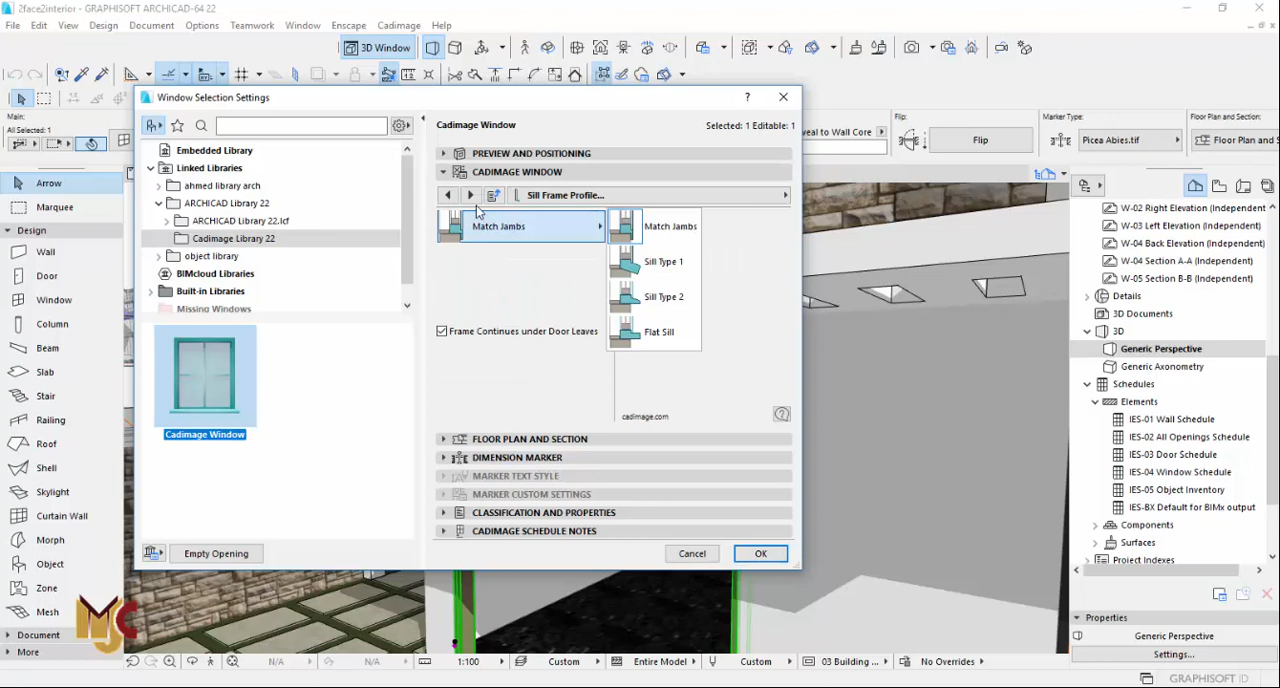 2face2interior - GRAPHISOFT ARCHICAD-64 22
File Edit View Design Document Options Teamwork Window Enscape Cadimage Help
3D Window
Window Selection Settings
Main:
All Selected: 1
Cadimage Window
Selected: 1 Editable: 1
Reveal to Wall Core
Flip
Marker Type:
Picea Abies.tif
Floor Plan and Section:
Floor Plan and S
Arrow
Marquee
Design
Wall
Door
Window
Column
Beam
Slab
Stair
Railing
Roof
Shell
Skylight
Curtain Wall
Morph
Object
Zone
Mesh
Document
More
Embedded Library
Linked Libraries
ahmed library arch
ARCHICAD Library 22
ARCHICAD Library 22.lcf
Cadimage Library 22
object library
BIMcloud Libraries
Built-in Libraries
Missing Windows
Cadimage Window
Empty Opening
PREVIEW AND POSITIONING
CADIMAGE WINDOW
Sill Frame Profile...
Match Jambs
Match Jambs
Sill Type 1
Sill Type 2
Flat Sill
Frame Continues under Door Leaves
cadimage.com
FLOOR PLAN AND SECTION
DIMENSION MARKER
MARKER TEXT STYLE
MARKER CUSTOM SETTINGS
CLASSIFICATION AND PROPERTIES
CADIMAGE SCHEDULE NOTES
Cancel
OK
W-02 Right Elevation (Independent)
W-03 Left Elevation (Independent)
W-04 Back Elevation (Independent)
W-04 Section A-A (Independent)
W-05 Section B-B (Independent)
Details
3D Documents
3D
Generic Perspective
Generic Axonometry
Schedules
Elements
IES-01 Wall Schedule
IES-02 All Openings Schedule
IES-03 Door Schedule
IES-04 Window Schedule
IES-05 Object Inventory
IES-BX Default for BIMx output
Components
Surfaces
Project Indexes
Properties
Generic Perspective
Settings...
MJC
N/A
N/A
1:100
Custom
Entire Model
Custom
03 Building ...
No Overrides
GRAPHISOFT ID